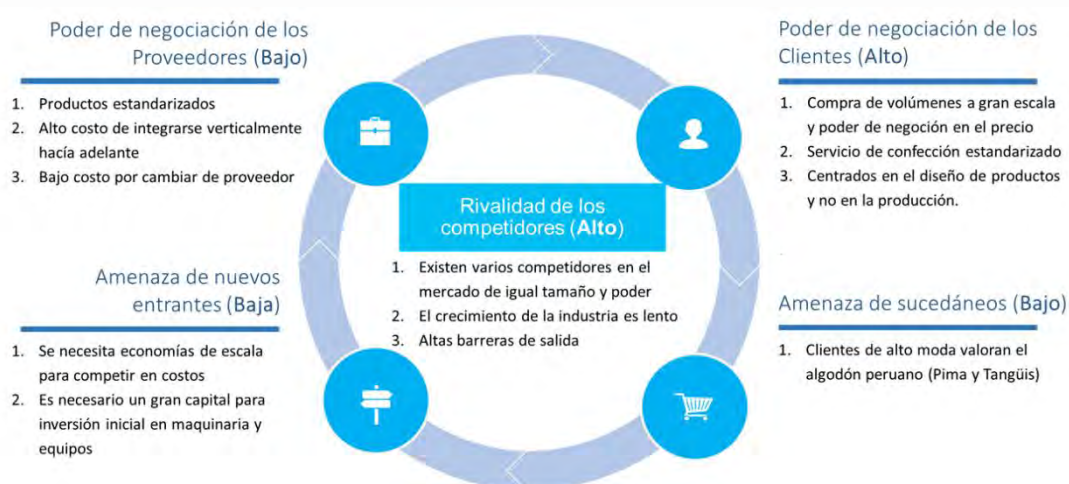 Poder de negociación de los
Proveedores (Bajo)
1. Productos estandarizados
2. Alto costo de integrarse verticalmente
hacía adelante
3. Bajo costo por cambiar de proveedor
Poder de negociación de los
Clientes (Alto)
1. Compra de volúmenes a gran escala
y poder de negoción en el precio
2. Servicio de confección estandarizado
3. Centrados en el diseño de productos
y no en la producción.
Rivalidad de los
competidores (Alto)
1. Existen varios competidores en el
mercado de igual tamaño y poder
2. El crecimiento de la industria es lento
3. Altas barreras de salida
Amenaza de nuevos
entrantes (Baja)
1. Se necesita economías de escala
para competir en costos
2. Es necesario un gran capital para
inversión inicial en maquinaria y
equipos
Amenaza de sucedáneos (Bajo)
1. Clientes de alto moda valoran el
algodón peruano (Pima y Tangüis)